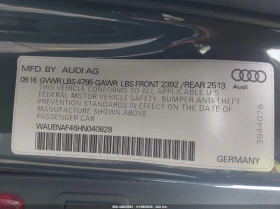 MFD BY: AUDI AG
09.16 GVWR LBS 4795 GAWR LBS FRONT 2392 / REAR 2513
THIS VEHICLE CONFORMS TO ALL APPLICABLE
FEDERAL MOTOR VEHICLE SAFETY, BUMPER AND THEFT
PREVENTION STANDARDS IN EFFECT ON THE
DATE OF MANUFACTURE SHOWN ABOVE
PASSENGER CAR
Audi
WAUENAF46HN040828
GERMANY
3944078